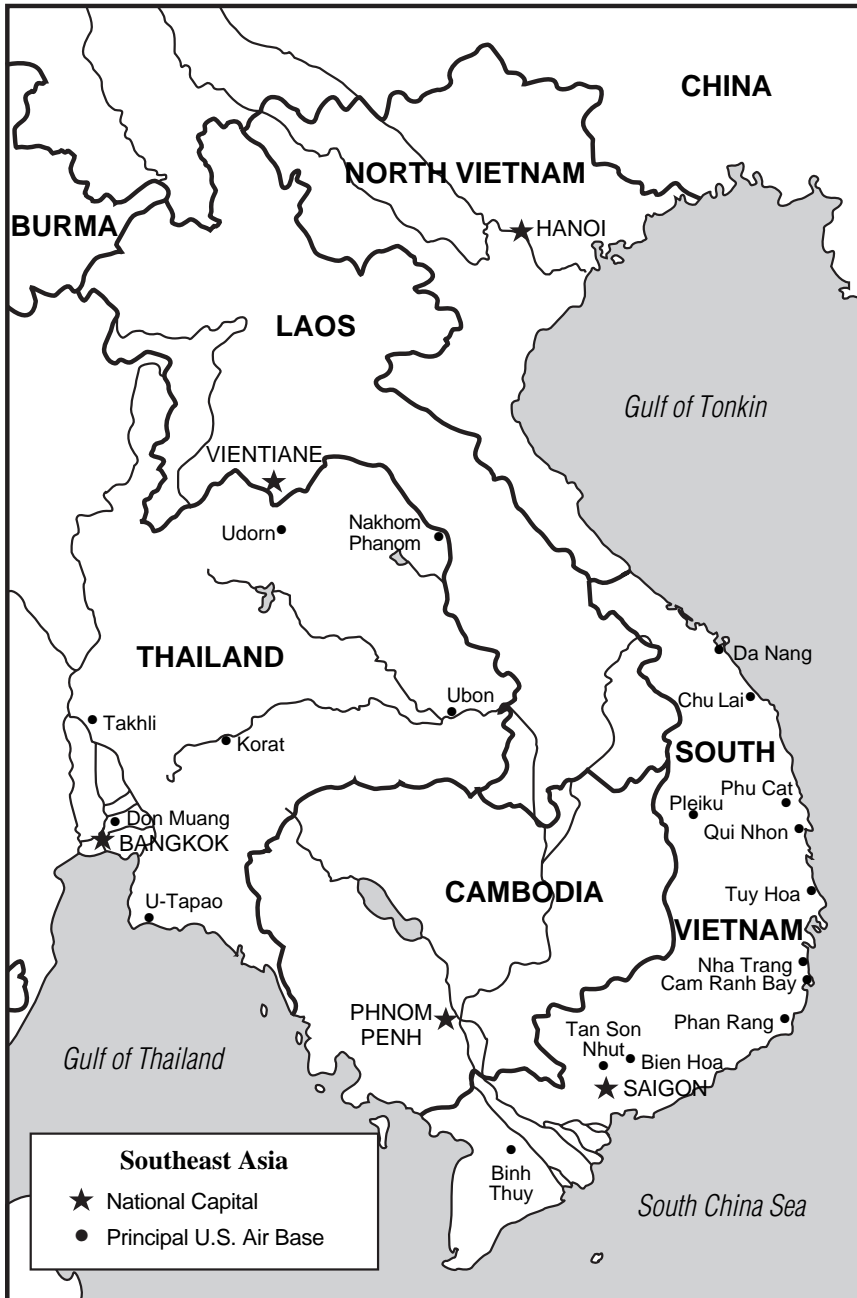 CHINA
NORTH VIETNAM
BURMA
HANOI
LAOS
Gulf of Tonkin
VIENTIANE
Udorn
Nakhom
Phanom
THAILAND
Da Nang
Ubon
Chu Lai
Takhli
Korat
SOUTH
Phu Cat
Pleiku
Don Muang
Qui Nhon
BANGKOK
CAMBODIA
Tuy Hoa
U-Tapao
VIETNAM
Nha Trang
Cam Ranh Bay
PHNOM
PENH
Phan Rang
Tan Son
Nhut
Bien Hoa
Gulf of Thailand
SAIGON
Binh
Thuy
South China Sea
Southeast Asia
National Capital
Principal U.S. Air Base